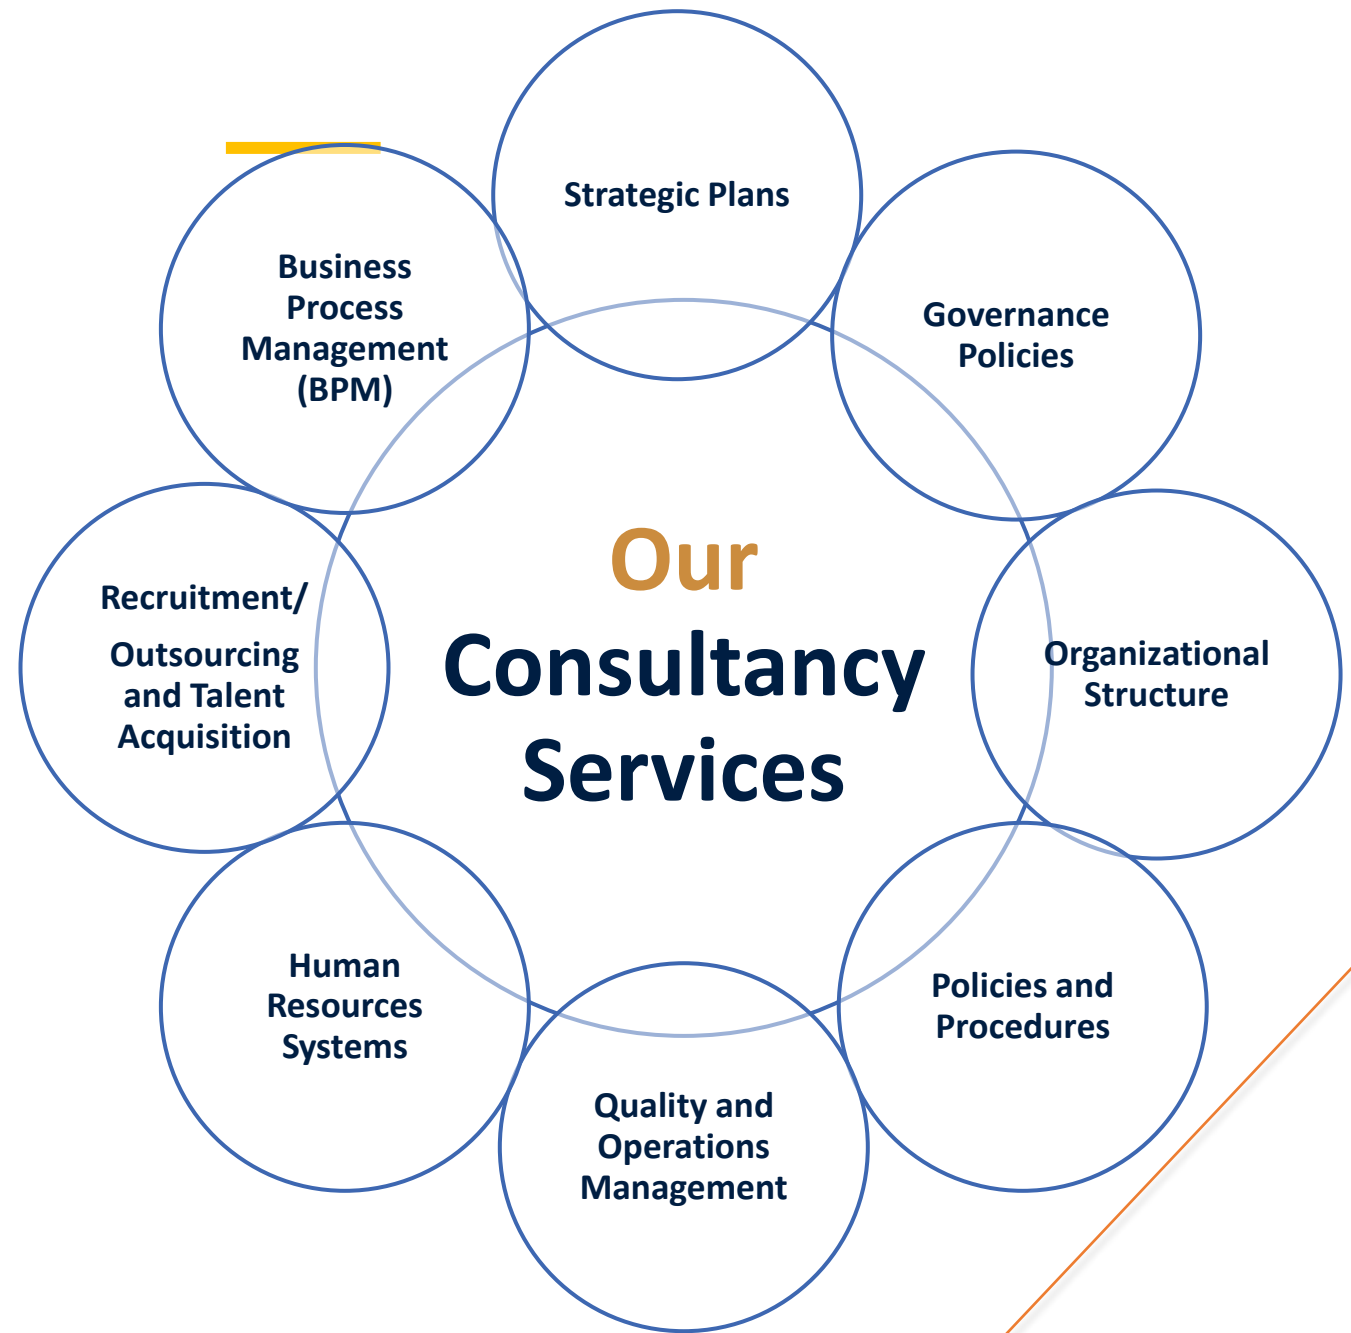 Strategic Plans
Governance
Policies
Organizational
Structure
Policies and
Procedures
Quality and
Operations
Management
Human
Resources
Systems
Recruitment/
Outsourcing
and Talent
Acquisition
Business
Process
Management
(BPM)
Our
Consultancy
Services